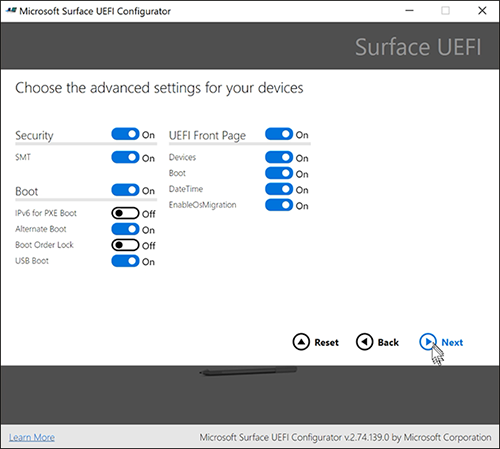 Microsoft Surface UEFI Configurator
Surface UEFI
Choose the advanced settings for your devices
Security On
SMT On
Boot On
IPv6 for PXE Boot Off
Alternate Boot On
Boot Order Lock Off
USB Boot On
UEFI Front Page On
Devices On
Boot On
DateTime On
EnableOsMigration On
Reset Back Next
Learn More Microsoft Surface UEFI Configurator v.2.74.139.0 by Microsoft Corporation